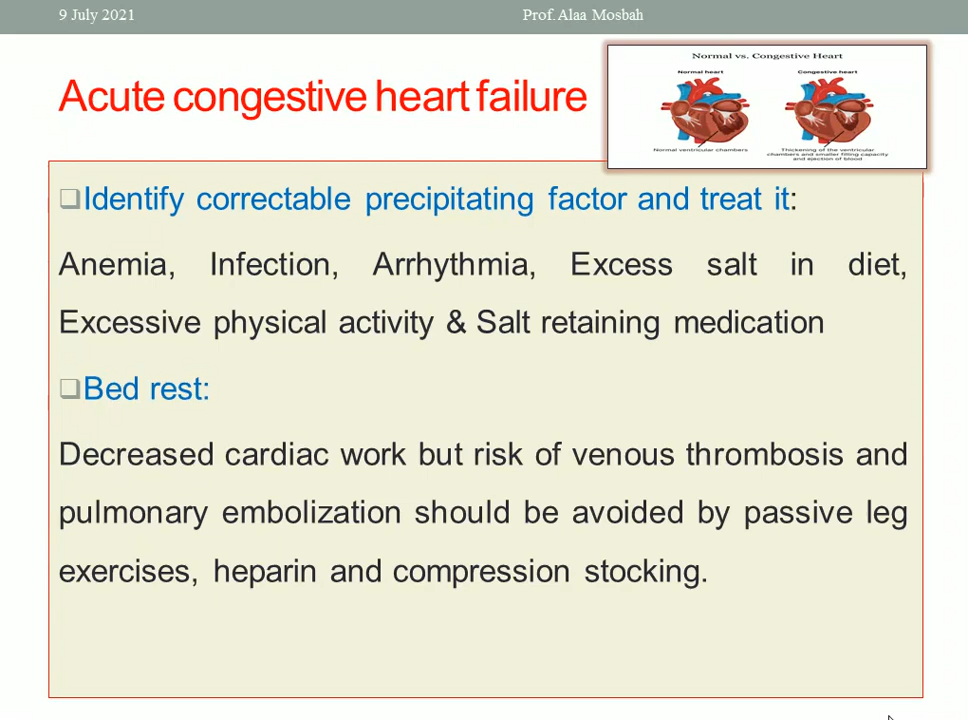 9 July 2021
Prof. Alaa Mosbah
Acute congestive heart failure
Normal vs. Congestive Heart
Normal heart
Congestive heart
Normal ventricular chambers
Thickening of the ventricular
chambers and smaller filling capacity
and ejection of blood
Identify correctable precipitating factor and treat it:
Anemia, Infection, Arrhythmia, Excess salt in diet,
Excessive physical activity & Salt retaining medication
Bed rest:
Decreased cardiac work but risk of venous thrombosis and
pulmonary embolization should be avoided by passive leg
exercises, heparin and compression stocking.